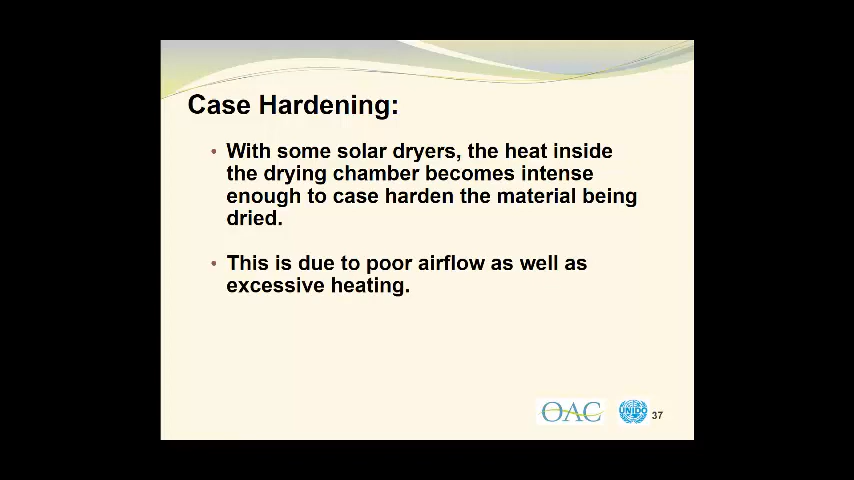 Case Hardening:
• With some solar dryers, the heat inside
the drying chamber becomes intense
enough to case harden the material being
dried.
• This is due to poor airflow as well as
excessive heating.
OAC
UNIDO
37